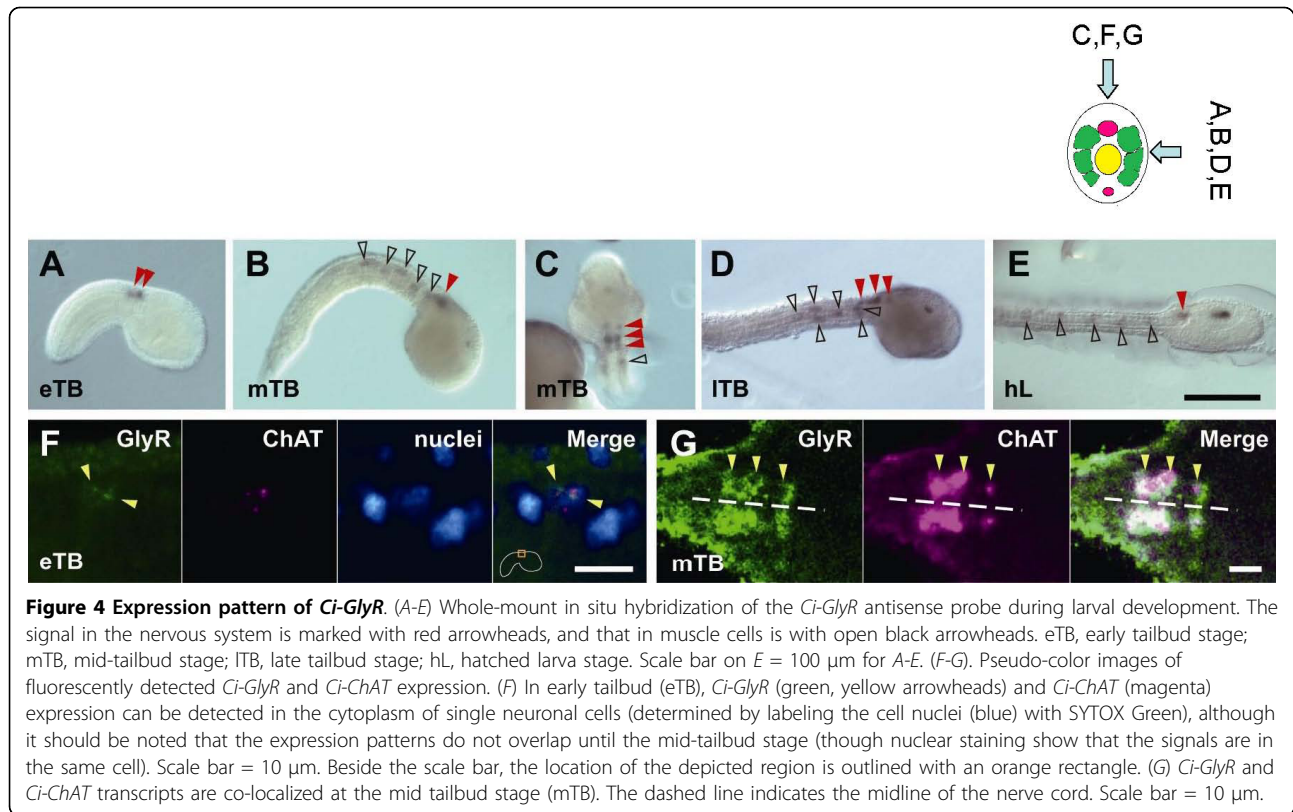 C,F,G
A,B,D,E
A
eTB
B
mTB
C
mTB
D
lTB
E
hL
F
GlyR
ChAT
nuclei
Merge
eTB
G
GlyR
ChAT
Merge
mTB
Figure 4 Expression pattern of Ci-GlyR. (A-E) Whole-mount in situ hybridization of the Ci-GlyR antisense probe during larval development. The
signal in the nervous system is marked with red arrowheads, and that in muscle cells is with open black arrowheads. eTB, early tailbud stage;
mTB, mid-tailbud stage; lTB, late tailbud stage; hL, hatched larva stage. Scale bar on E = 100 μm for A-E. (F-G). Pseudo-color images of
fluorescently detected Ci-GlyR and Ci-ChAT expression. (F) In early tailbud (eTB), Ci-GlyR (green, yellow arrowheads) and Ci-ChAT (magenta)
expression can be detected in the cytoplasm of single neuronal cells (determined by labeling the cell nuclei (blue) with SYTOX Green), although
it should be noted that the expression patterns do not overlap until the mid-tailbud stage (though nuclear staining show that the signals are in
the same cell). Scale bar = 10 μm. Beside the scale bar, the location of the depicted region is outlined with an orange rectangle. (G) Ci-GlyR and
Ci-ChAT transcripts are co-localized at the mid tailbud stage (mTB). The dashed line indicates the midline of the nerve cord. Scale bar = 10 μm.